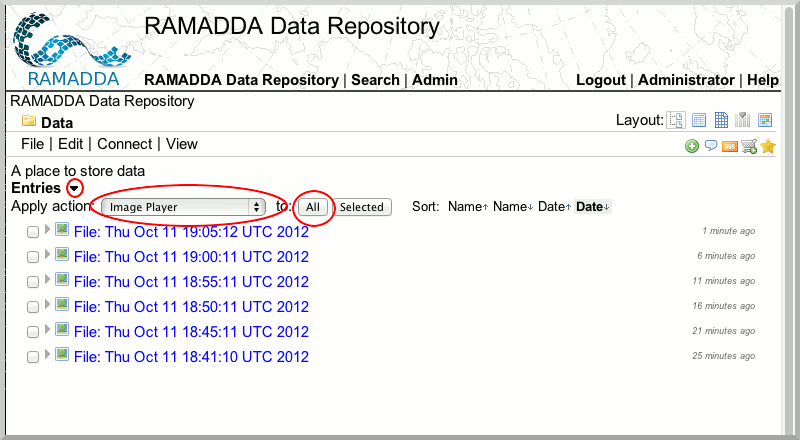 RAMADDA Data Repository
RAMADDA
RAMADDA Data Repository | Search | Admin
Logout | Administrator | Help
RAMADDA Data Repository
Data
Layout:
File | Edit | Connect | View
A place to store data
Entries
Apply action: Image Player to: All Selected Sort: Name↑ Name↓ Date↑ Date↓
File: Thu Oct 11 19:05:12 UTC 2012 1 minute ago
File: Thu Oct 11 19:00:11 UTC 2012 6 minute ago
File: Thu Oct 11 18:55:11 UTC 2012 11 minute ago
File: Thu Oct 11 18:50:11 UTC 2012 16 minute ago
File: Thu Oct 11 18:45:11 UTC 2012 21 minute ago
File: Thu Oct 11 18:41:10 UTC 2012 25 minute ago